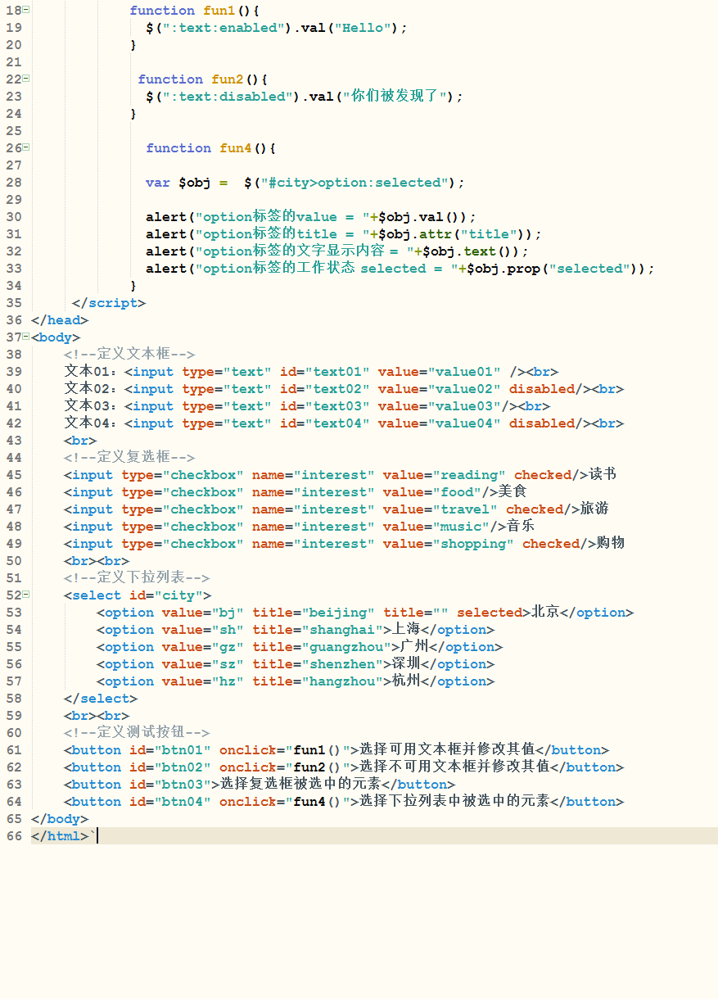 18 function fun1(){
19 $(":text:enabled").val("Hello");
20 }
21
22 function fun2(){
23 $(":text:disabled").val("你们被发现了");
24 }
25
26 function fun4(){
27
28 var $obj =  $("#city>option:selected");
29
30 alert("option标签的value = "+$obj.val());
31 alert("option标签的title = "+$obj.attr("title"));
32 alert("option标签的文字显示内容 = "+$obj.text());
33 alert("option标签的工作状态 selected = "+$obj.prop("selected"));
34 }
35 </script>
36 </head>
37 <body>
38 <!--定义文本框-->
39 文本01：<input type="text" id="text01" value="value01" /><br>
40 文本02：<input type="text" id="text02" value="value02" disabled/><br>
41 文本03：<input type="text" id="text03" value="value03"/><br>
42 文本04：<input type="text" id="text04" value="value04" disabled/><br>
43 <br>
44 <!--定义复选框-->
45 <input type="checkbox" name="interest" value="reading" checked/>读书
46 <input type="checkbox" name="interest" value="food"/>美食
47 <input type="checkbox" name="interest" value="travel" checked/>旅游
48 <input type="checkbox" name="interest" value="music"/>音乐
49 <input type="checkbox" name="interest" value="shopping" checked/>购物
50 <br><br>
51 <!--定义下拉列表-->
52 <select id="city">
53 <option value="bj" title="beijing" title="" selected>北京</option>
54 <option value="sh" title="shanghai">上海</option>
55 <option value="gz" title="guangzhou">广州</option>
56 <option value="sz" title="shenzhen">深圳</option>
57 <option value="hz" title="hangzhou">杭州</option>
58 </select>
59 <br><br>
60 <!--定义测试按钮-->
61 <button id="btn01" onclick="fun1()">选择可用文本框并修改其值</button>
62 <button id="btn02" onclick="fun2()">选择不可用文本框并修改其值</button>
63 <button id="btn03">选择复选框被选中的元素</button>
64 <button id="btn04" onclick="fun4()">选择下拉列表中被选中的元素</button>
65 </body>
66 </html>`